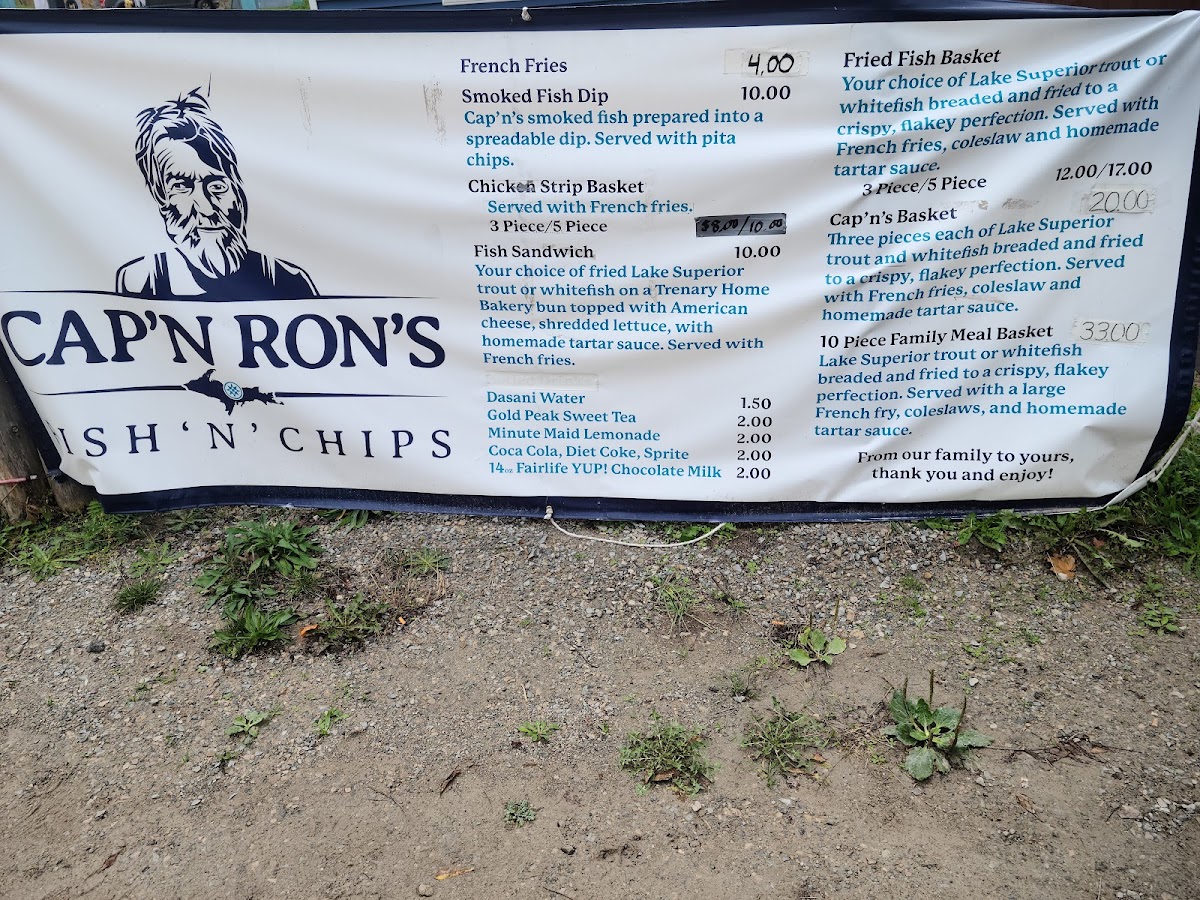 CAP'N RON'S
ISH 'N' CHIPS
French Fries 4.00
Smoked Fish Dip 10.00
Cap'n's smoked fish prepared into a
spreadable dip. Served with pita
chips.
Chicken Strip Basket
Served with French fries.
3 Piece/5 Piece $8.00/10.00
Fish Sandwich 10.00
Your choice of fried Lake Superior
trout or whitefish on a Trenary Home
Bakery bun topped with American
cheese, shredded lettuce, with
homemade tartar sauce. Served with
French fries.
Dasani Water 1.50
Gold Peak Sweet Tea 2.00
Minute Maid Lemonade 2.00
Coca Cola, Diet Coke, Sprite 2.00
14oz Fairlife YUP! Chocolate Milk 2.00
Fried Fish Basket
Your choice of Lake Superior trout or
whitefish breaded and fried to a
crispy, flakey perfection. Served with
French fries, coleslaw and homemade
tartar sauce.
3 Piece/5 Piece 12.00/17.00
Cap'n's Basket 20.00
Three pieces each of Lake Superior
trout and whitefish breaded and fried
to a crispy, flakey perfection. Served
with French fries, coleslaw and
homemade tartar sauce.
10 Piece Family Meal Basket 33.00
Lake Superior trout or whitefish
breaded and fried to a crispy, flakey
perfection. Served with a large
French fry, coleslaws, and homemade
tartar sauce.
From our family to yours,
thank you and enjoy!